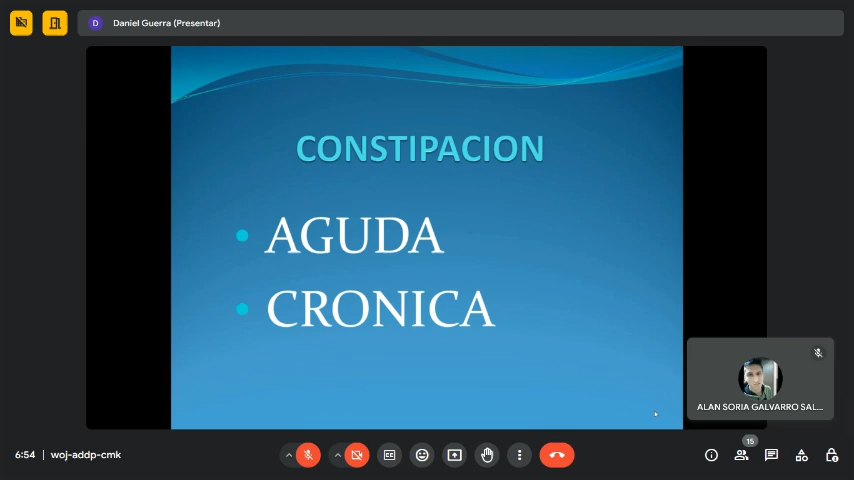 D Daniel Guerra (Presentar)
CONSTIPACION
• AGUDA
• CRONICA
ALAN SORIA GALVARRO SAL...
15
6:54 | woj-addp-cmk